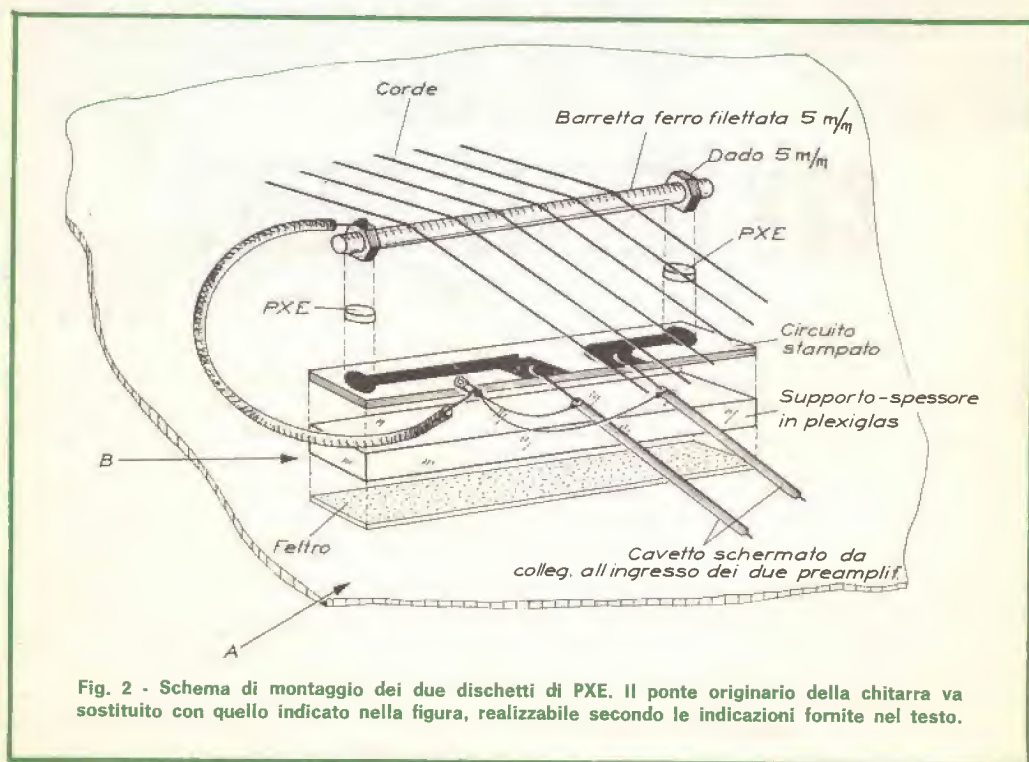 Corde
Barretta ferro filettata 5 m/m
Dado 5 m/m
PXE
PXE
Circuito
stampato
Supporto-spessore
in plexiglas
B
Feltro
Cavetto schermato da
colleg. all'ingresso dei due preamplif.
A
Fig. 2 - Schema di montaggio dei due dischetti di PXE. Il ponte originario della chitarra va
sostituito con quello indicato nella figura, realizzabile secondo le indicazioni fornite nel testo.